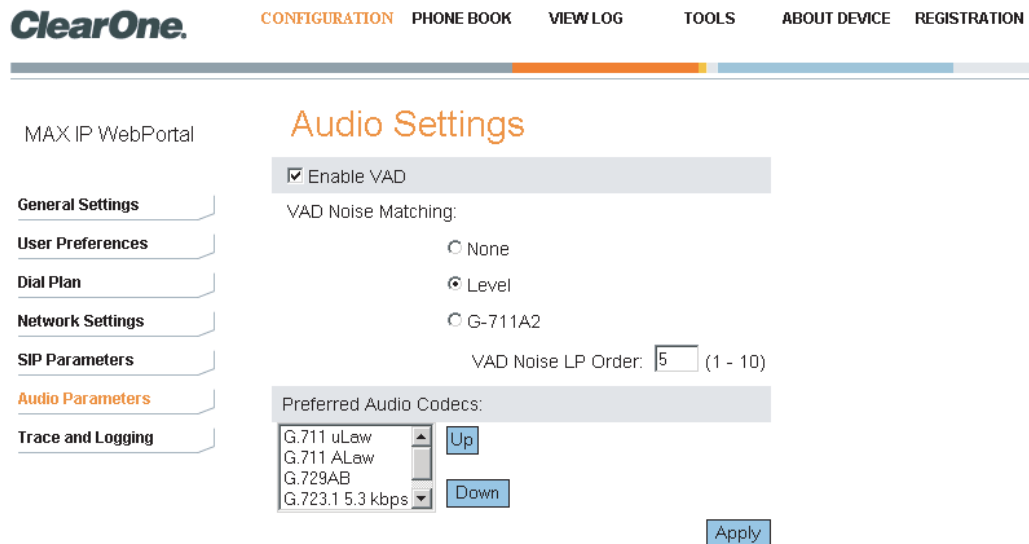 ClearOne.
CONFIGURATION PHONE BOOK VIEW LOG TOOLS ABOUT DEVICE REGISTRATION
MAX IP WebPortal
General Settings
User Preferences
Dial Plan
Network Settings
SIP Parameters
Audio Parameters
Trace and Logging
Audio Settings
Enable VAD
VAD Noise Matching:
None
Level
G-711A2
VAD Noise LP Order: 5 (1 - 10)
Preferred Audio Codecs:
G.711 uLaw
G.711 ALaw
G.729AB
G.723.1 5.3 kbps
Up
Down
Apply